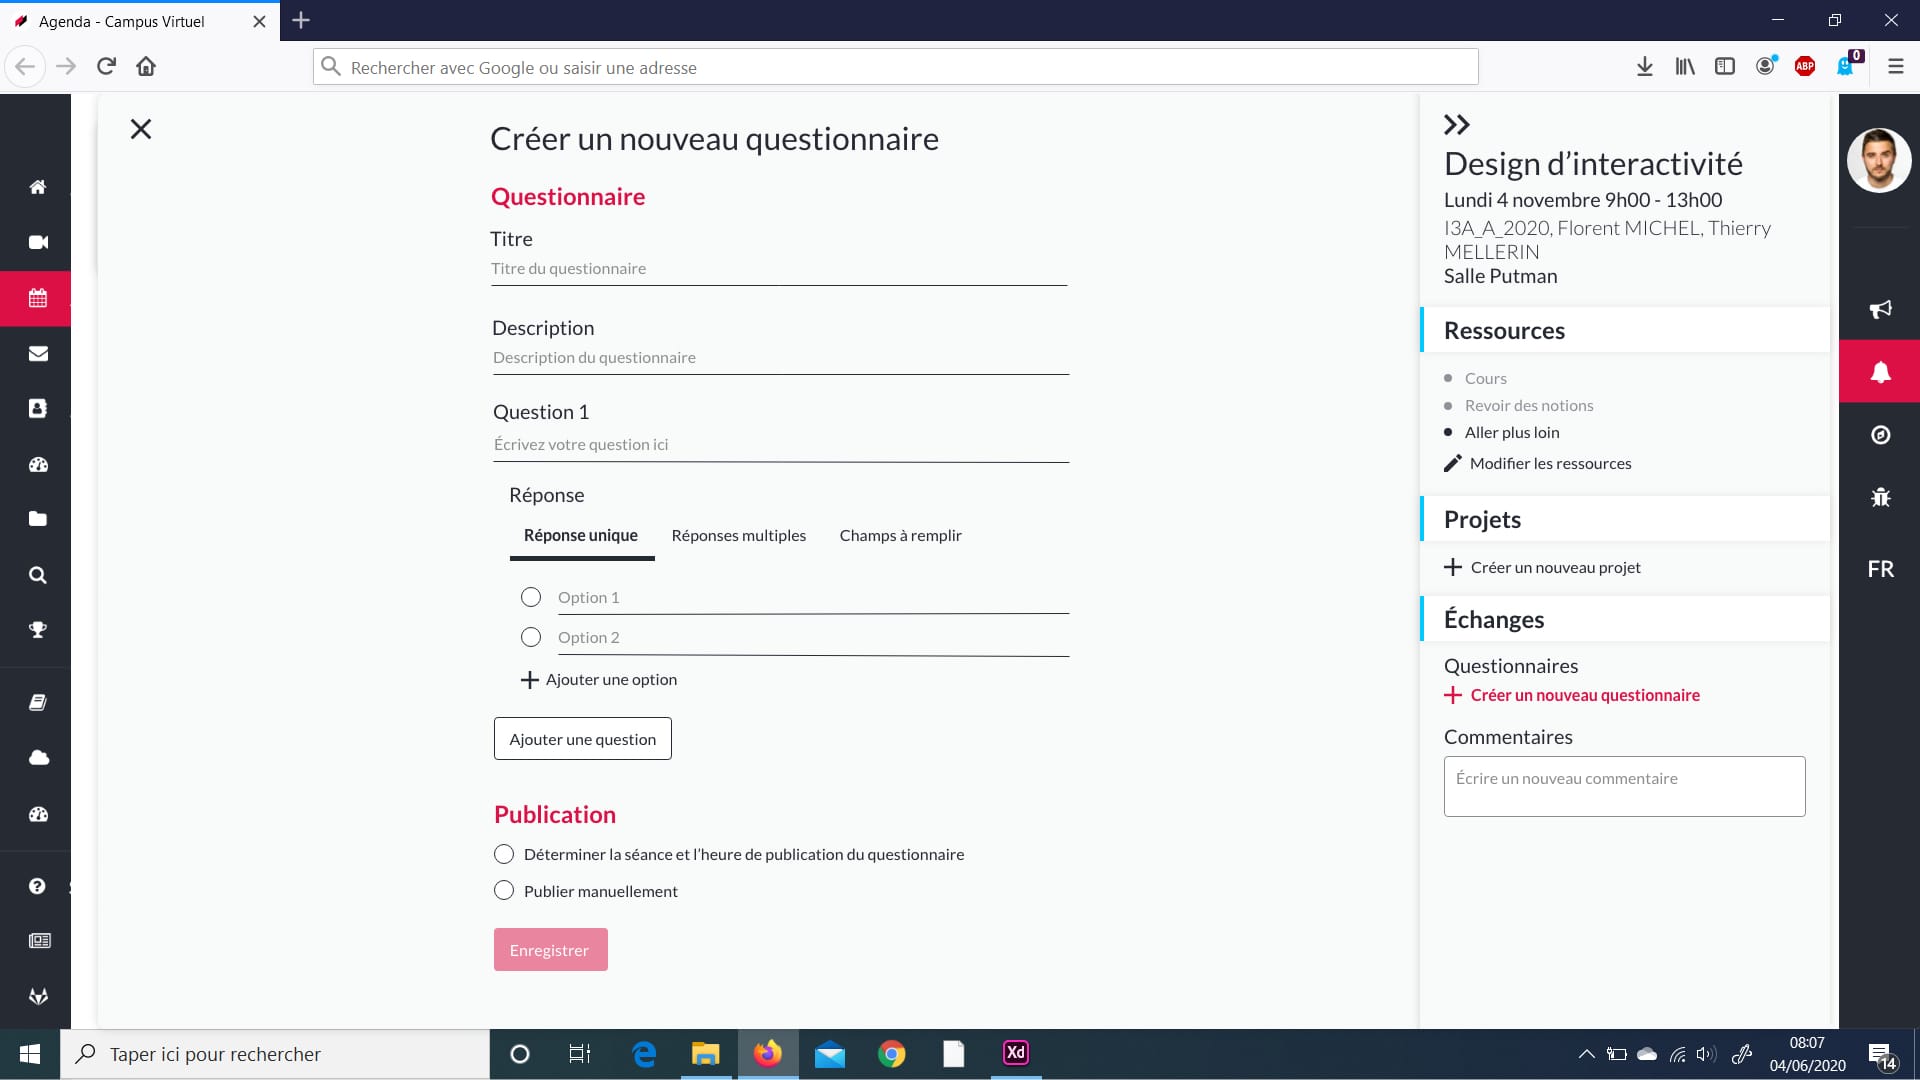 Agenda - Campus Virtuel
Rechercher avec Google ou saisir une adresse
ABP
0
Créer un nouveau questionnaire
Questionnaire
Titre
Titre du questionnaire
Description
Description du questionnaire
Question 1
Écrivez votre question ici
Réponse
Réponse unique Réponses multiples Champs à remplir
Option 1
Option 2
Ajouter une option
Ajouter une question
Publication
Déterminer la séance et l’heure de publication du questionnaire
Publier manuellement
Enregistrer
Design d’interactivité
Lundi 4 novembre 9h00 - 13h00
I3A_A_2020, Florent MICHEL, Thierry
MELLERIN
Salle Putman
Ressources
Cours
Revoir des notions
Aller plus loin
Modifier les ressources
Projets
Créer un nouveau projet
Échanges
Questionnaires
Créer un nouveau questionnaire
Commentaires
Écrire un nouveau commentaire
FR
Taper ici pour rechercher
Xd
08:07
04/06/2020
14